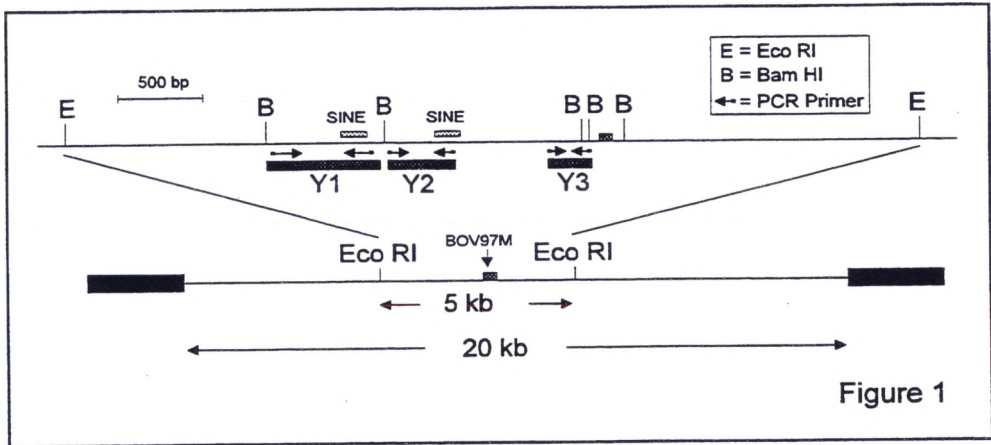 E = Eco RI
B = Bam HI
= PCR Primer
500 bp
E B SINE B SINE B B B E
Y1 Y2 Y3
Eco RI BOV97M Eco RI
5 kb
20 kb
Figure 1